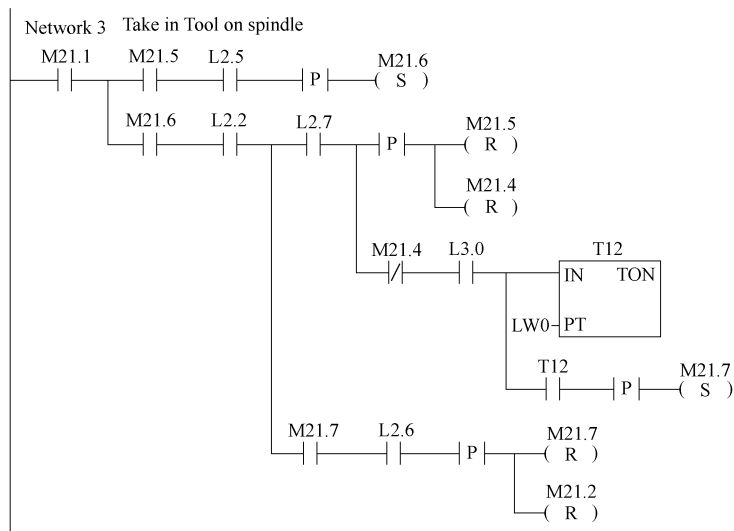 Network 3 Take in Tool on spindle
M21.1 M21.5 L2.5 M21.6
P ( S )
M21.6 L2.2 L2.7 M21.5
P ( R )
M21.4
( R )
M21.4 L3.0 T12
IN TON
LW0 PT
T12 M21.7
P ( S )
M21.7 L2.6 M21.7
P ( R )
M21.2
( R )